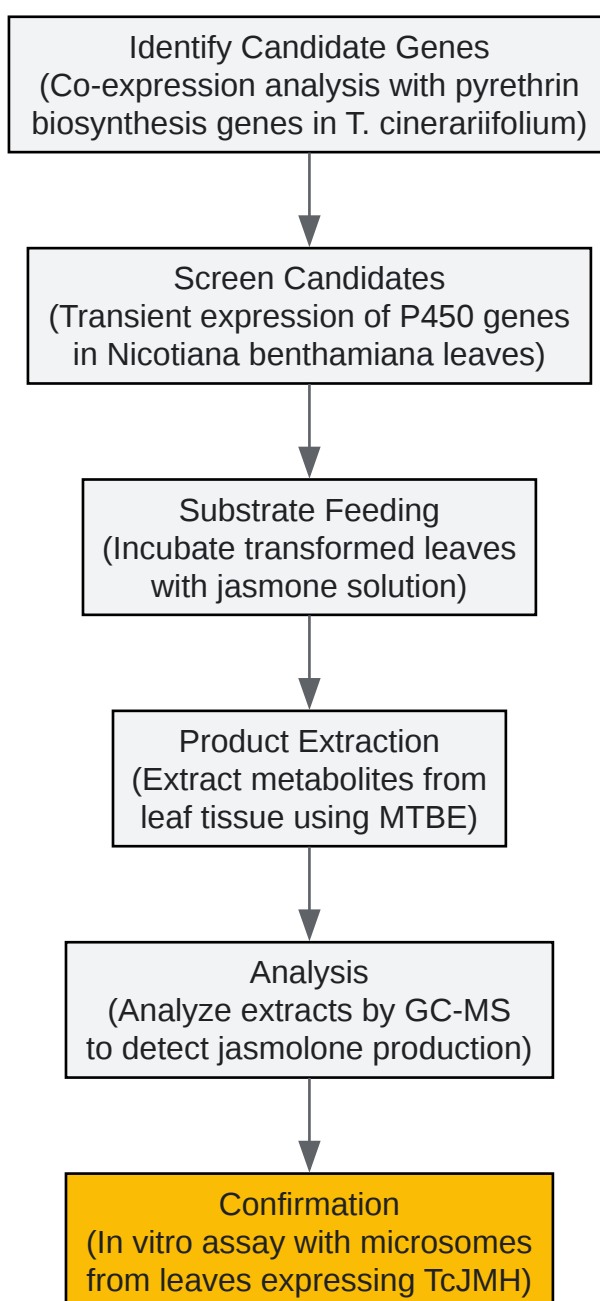 Identify Candidate Genes
(Co-expression analysis with pyrethrin
biosynthesis genes in T. cinerariifolium)
Screen Candidates
(Transient expression of P450 genes
in Nicotiana benthamiana leaves)
Substrate Feeding
(Incubate transformed leaves
with jasmone solution)
Product Extraction
(Extract metabolites from
leaf tissue using MTBE)
Analysis
(Analyze extracts by GC-MS
to detect jasmolone production)
Confirmation
(In vitro assay with microsomes
from leaves expressing TcJMH)